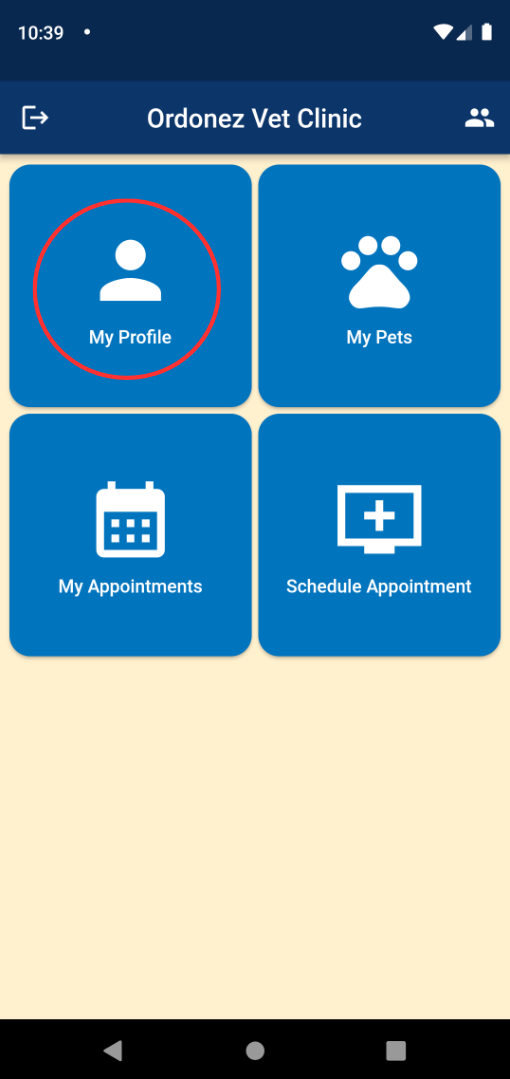 10:39
Ordonez Vet Clinic
My Profile
My Pets
My Appointments
Schedule Appointment